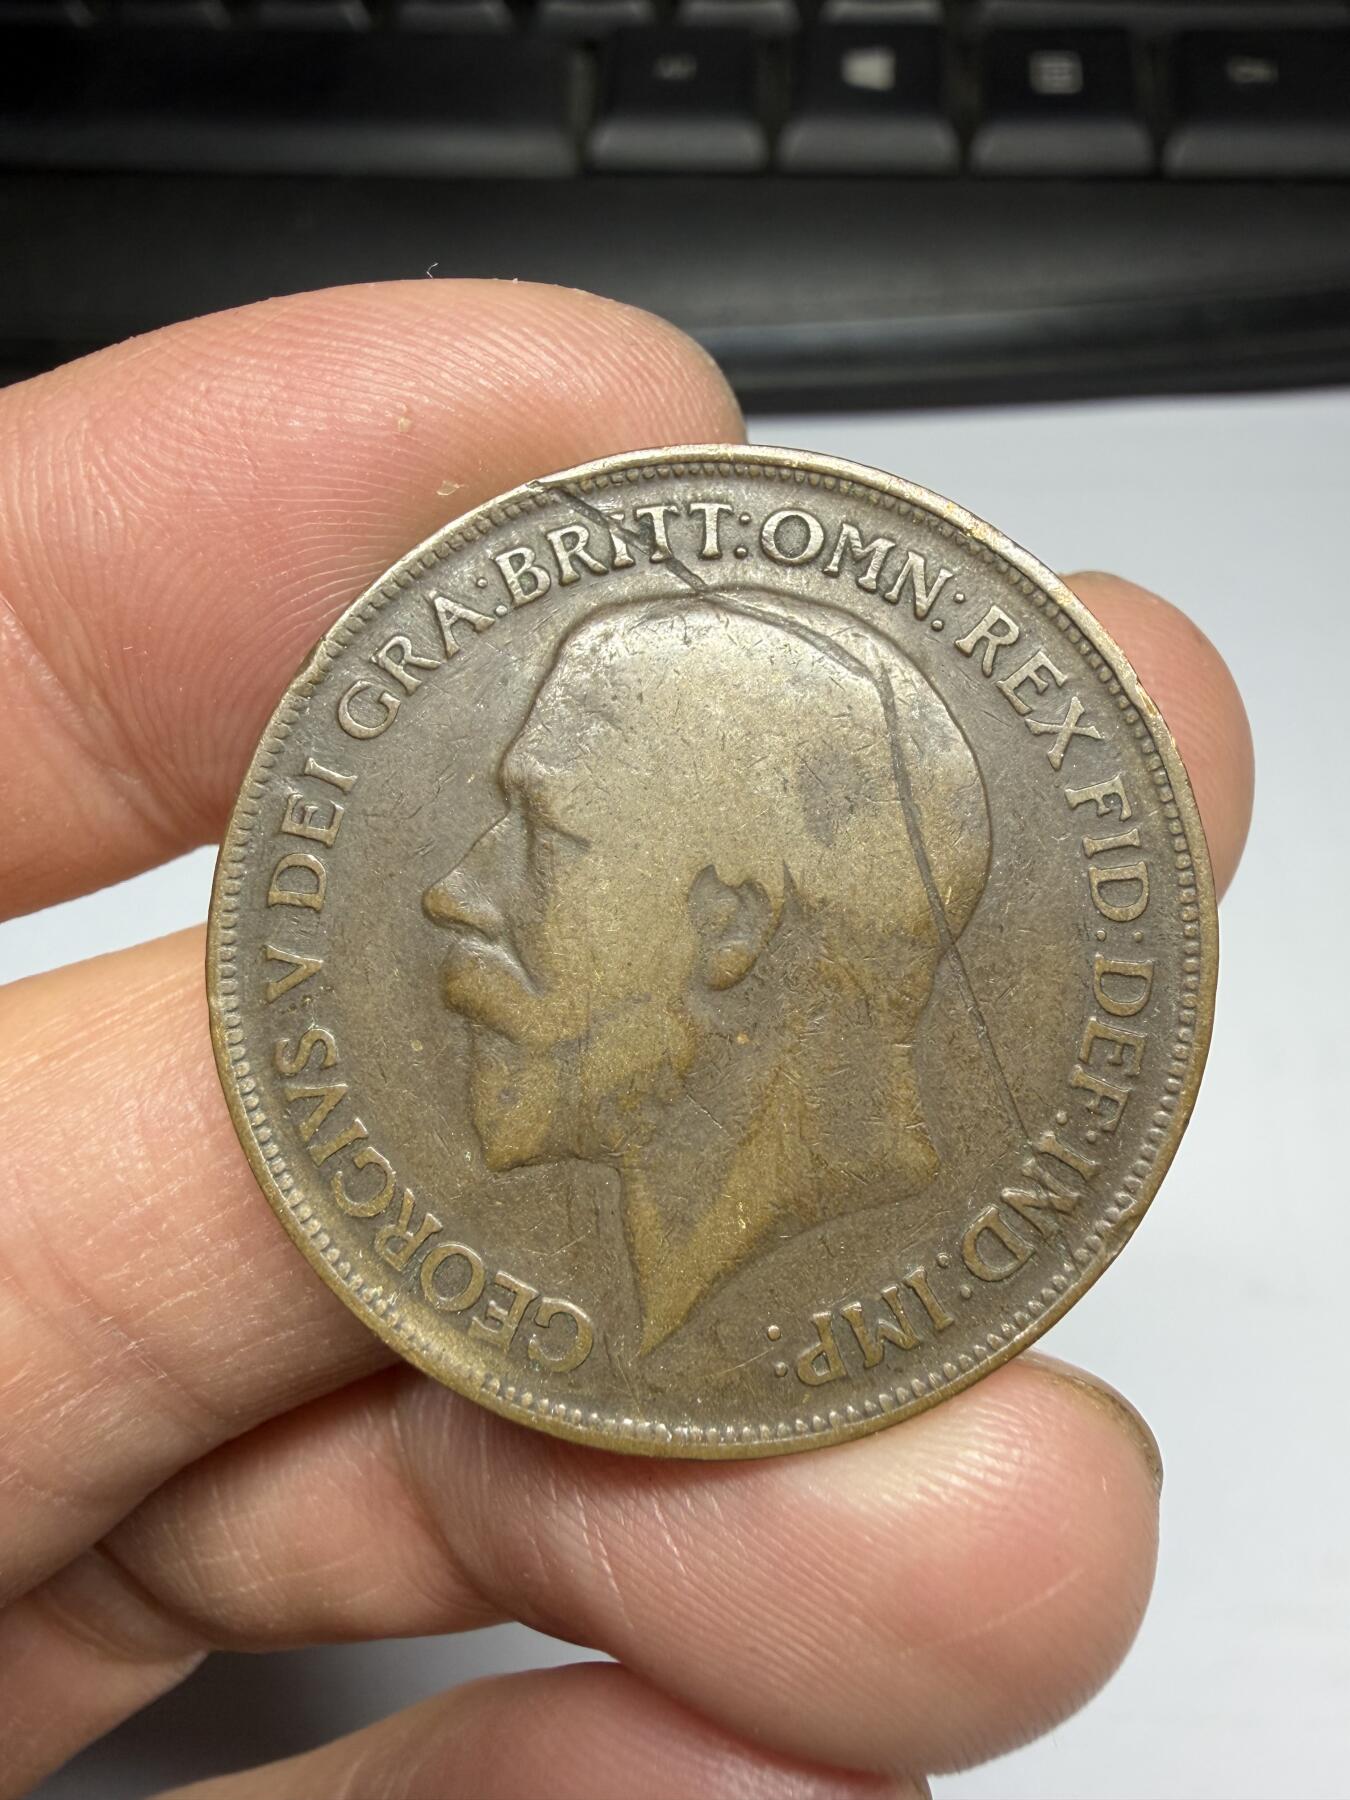 GEORGIVS V DEI GRA:BRITT:OMN:REX FID:DEF:IND:IMP: